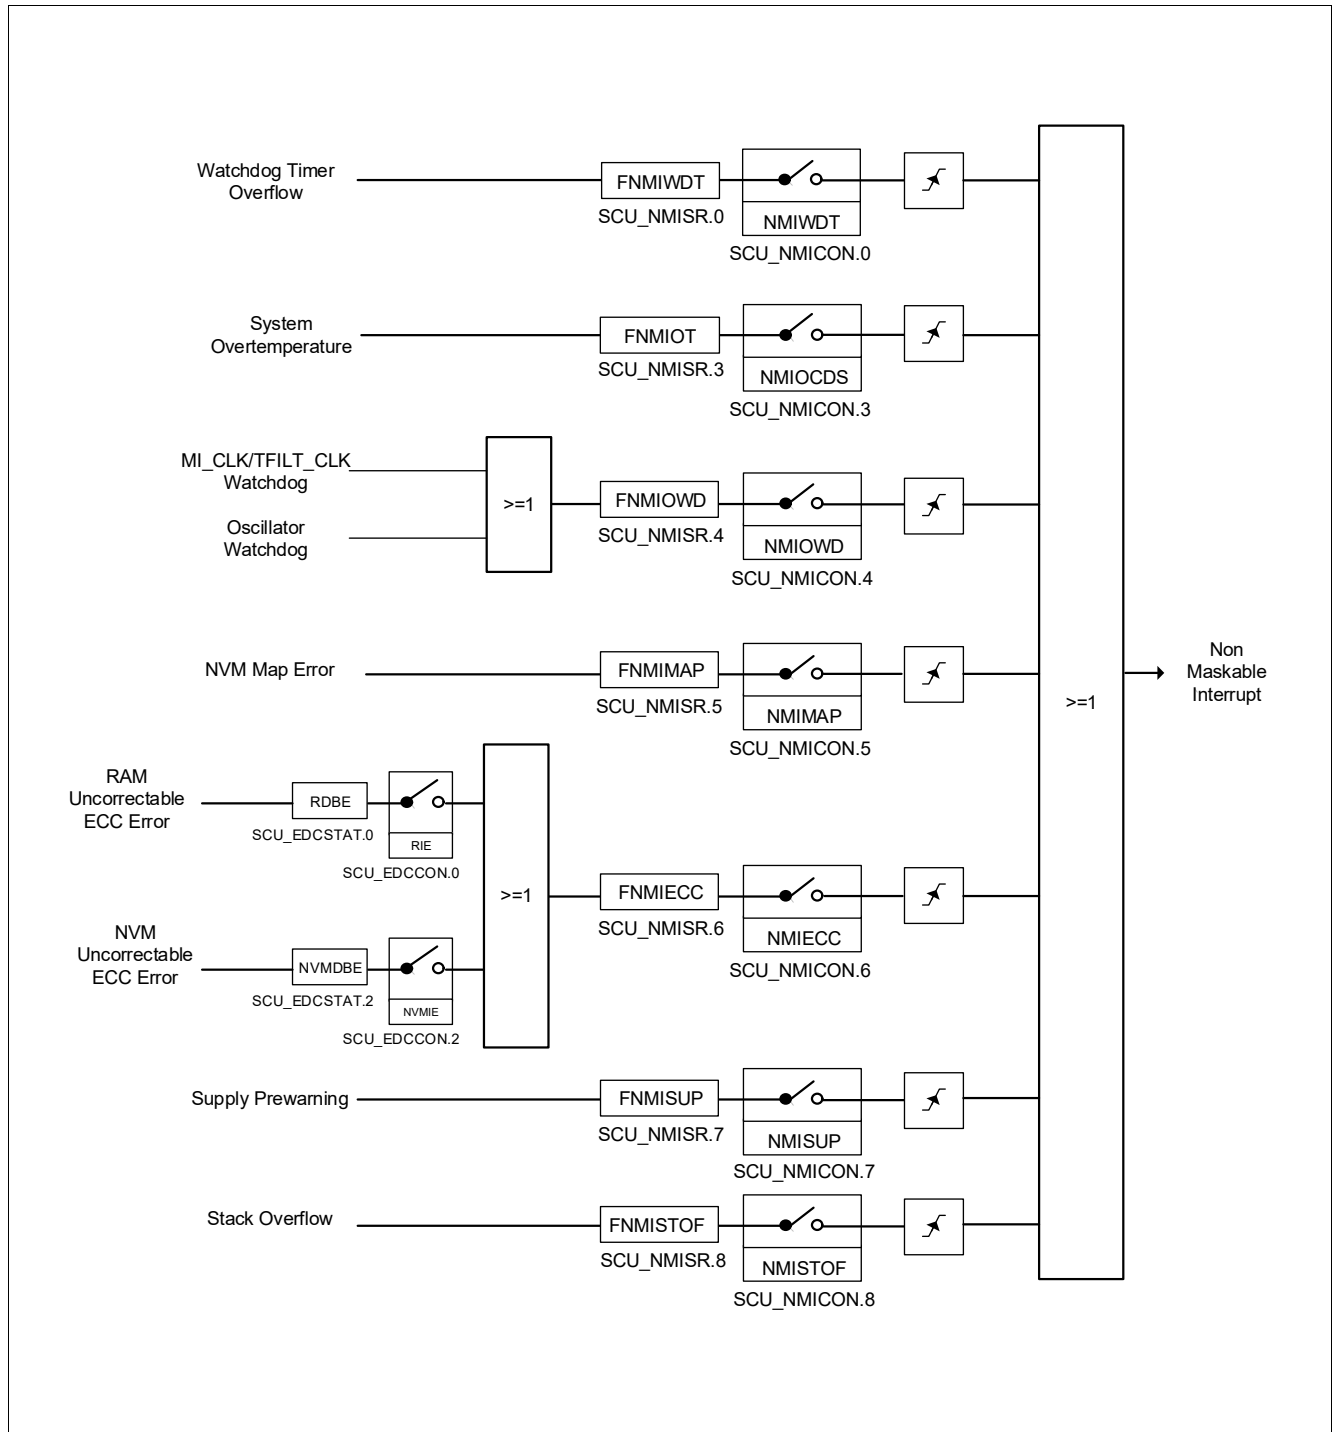 Watchdog Timer
Overflow
FNMIWDT
SCU_NMISR.0
NMIWDT
SCU_NMICON.0
System
Overtemperature
FNMIOT
SCU_NMISR.3
NMIOCDS
SCU_NMICON.3
MI_CLK/TFILT_CLK
Watchdog
Oscillator
Watchdog
>=1
FNMIOWD
SCU_NMISR.4
NMIOWD
SCU_NMICON.4
NVM Map Error
FNMIMAP
SCU_NMISR.5
NMIMAP
SCU_NMICON.5
RAM
Uncorrectable
ECC Error
RDBE
SCU_EDCSTAT.0
RIE
SCU_EDCCON.0
NVM
Uncorrectable
ECC Error
NVMDBE
SCU_EDCSTAT.2
NVMIE
SCU_EDCCON.2
>=1
FNMIECC
SCU_NMISR.6
NMIECC
SCU_NMICON.6
Supply Prewarning
FNMISUP
SCU_NMISR.7
NMISUP
SCU_NMICON.7
Stack Overflow
FNMISTOF
SCU_NMISR.8
NMISTOF
SCU_NMICON.8
>=1
Non
Maskable
Interrupt